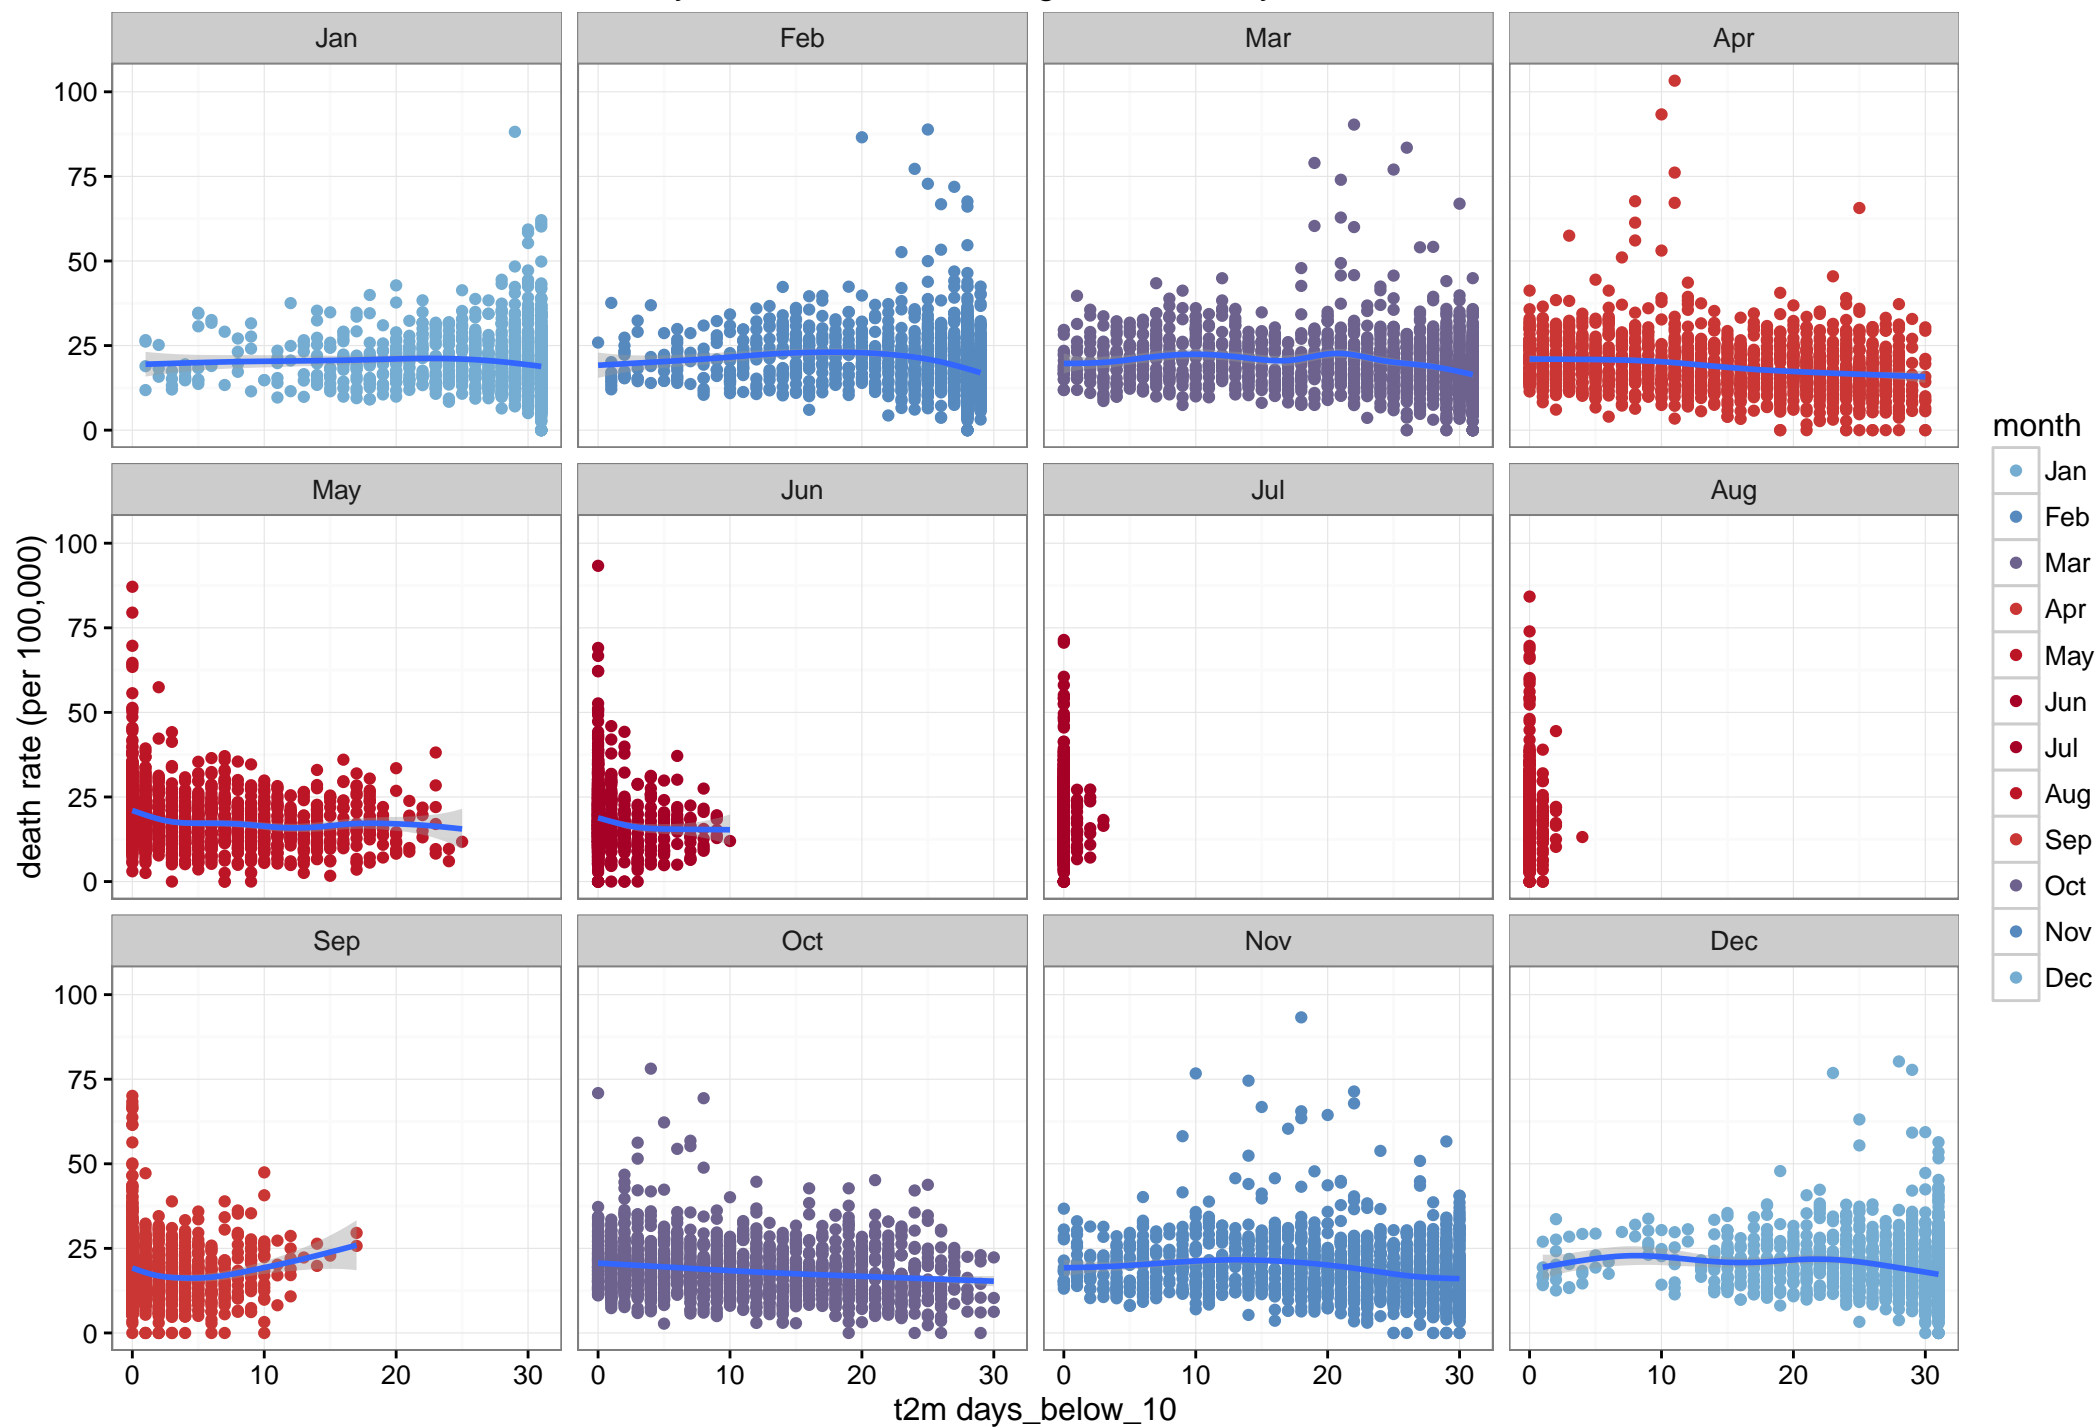 Jan Feb Mar Apr
100
75
50
25
0
May Jun Jul Aug
100
75
50
25
0
Sep Oct Nov Dec
100
75
50
25
0
0 10 20 30 0 10 20 30 0 10 20 30 0 10 20 30
t2m days_below_10
death rate (per 100,000)
month
Jan
Feb
Mar
Apr
May
Jun
Jul
Aug
Sep
Oct
Nov
Dec